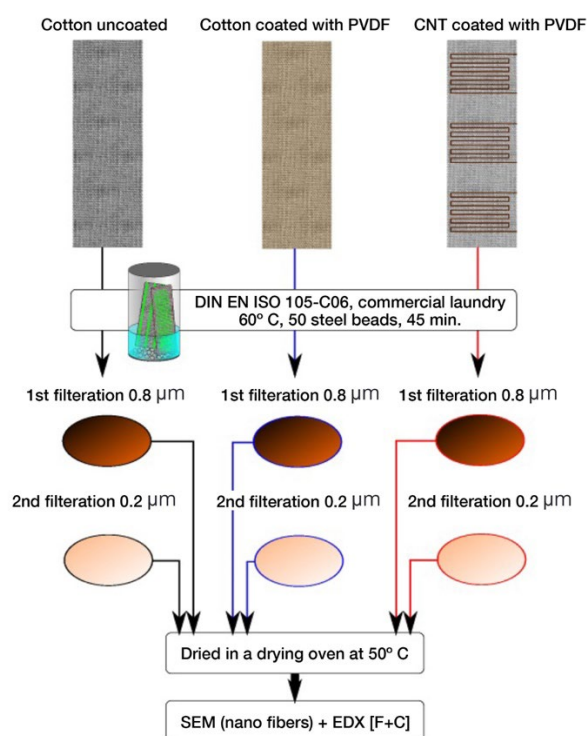 Cotton uncoated
Cotton coated with PVDF
CNT coated with PVDF
DIN EN ISO 105-C06, commercial laundry
60º C, 50 steel beads, 45 min.
1st filteration 0.8 μm
1st filteration 0.8 μm
1st filteration 0.8 μm
2nd filteration 0.2 μm
2nd filteration 0.2 μm
2nd filteration 0.2 μm
Dried in a drying oven at 50º C
SEM (nano fibers) + EDX [F+C]